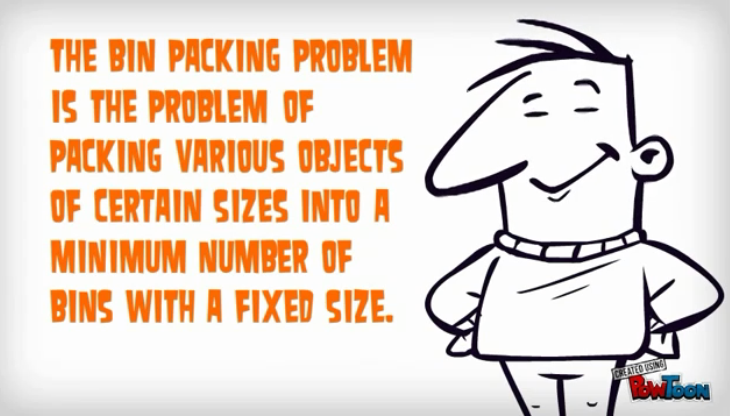 THE BIN PACKING PROBLEM
IS THE PROBLEM OF
PACKING VARIOUS OBJECTS
OF CERTAIN SIZES INTO A
MINIMUM NUMBER OF
BINS WITH A FIXED SIZE.
CREATED USING
POWTOON